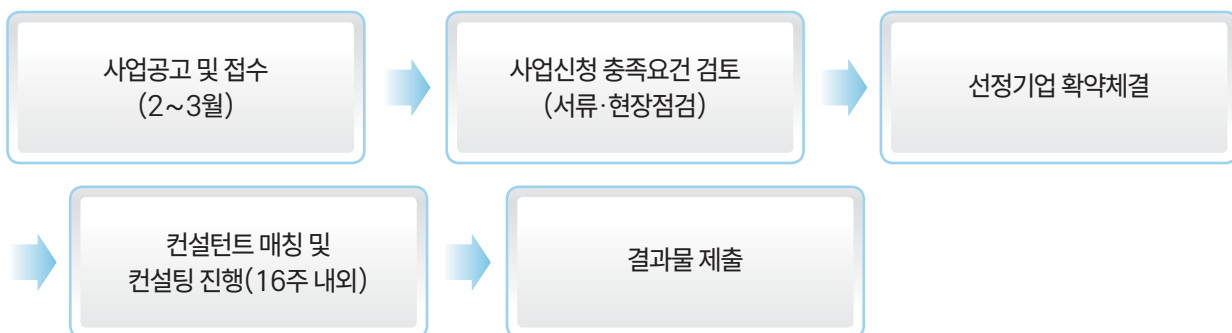 사업공고 및 접수
(2~3월)
사업신청 충족요건 검토
(서류·현장점검)
선정기업 확약체결
컨설턴트 매칭 및
컨설팅 진행(16주 내외)
결과물 제출